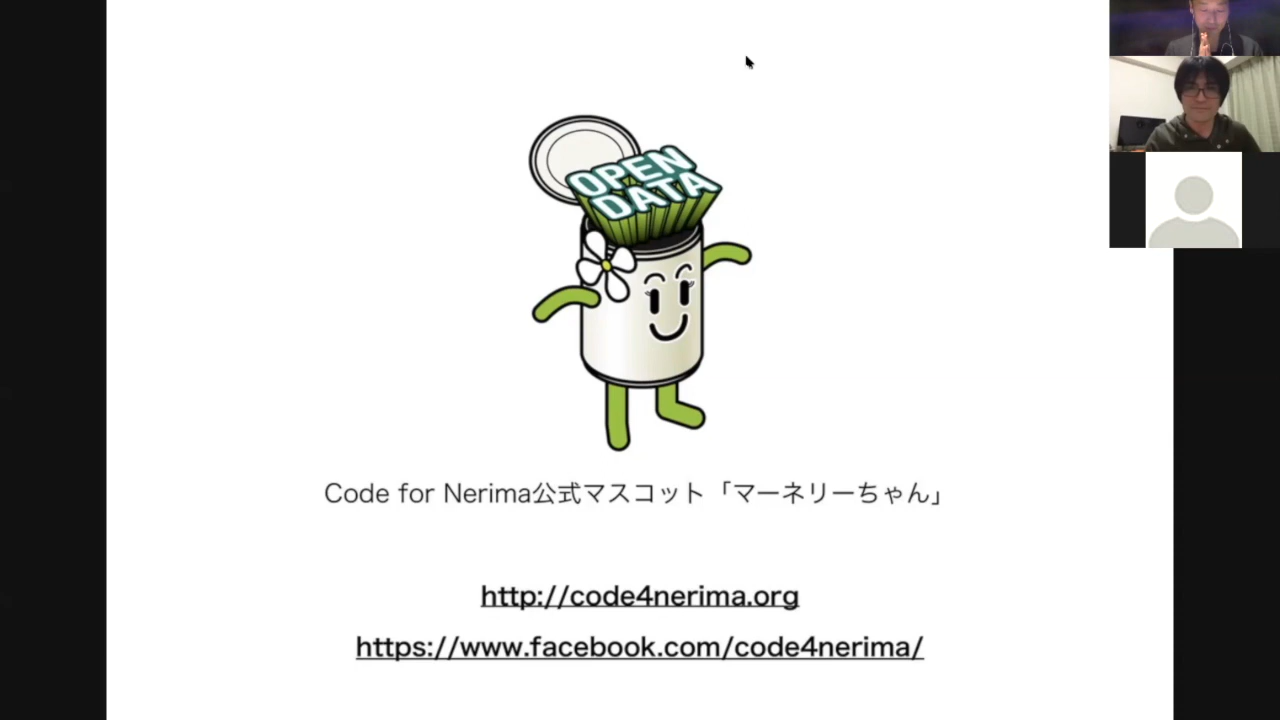 OPEN
DATA
Code for Nerima公式マスコット「マーネリーちゃん」
http://code4nerima.org
https://www.facebook.com/code4nerima/